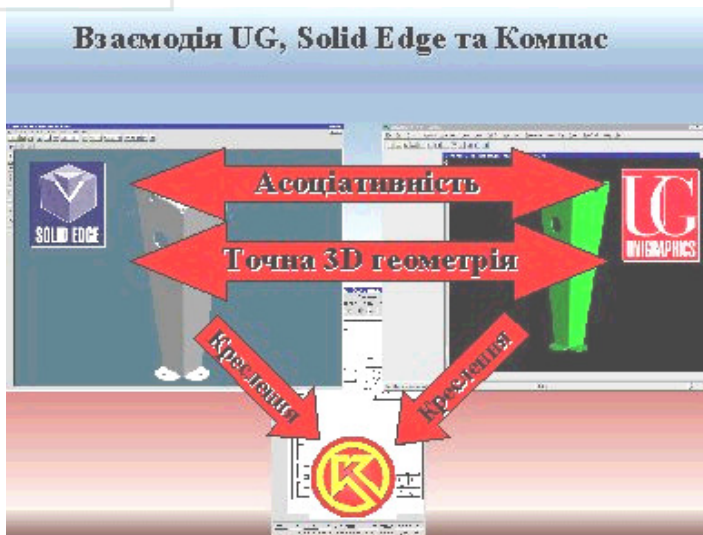 Взаємодія UG, Solid Edge та Компас
Асоціативність
SOLID EDGE
UG
UNIGRAPHICS
Точна 3D геометрія
Креслення
Креслення